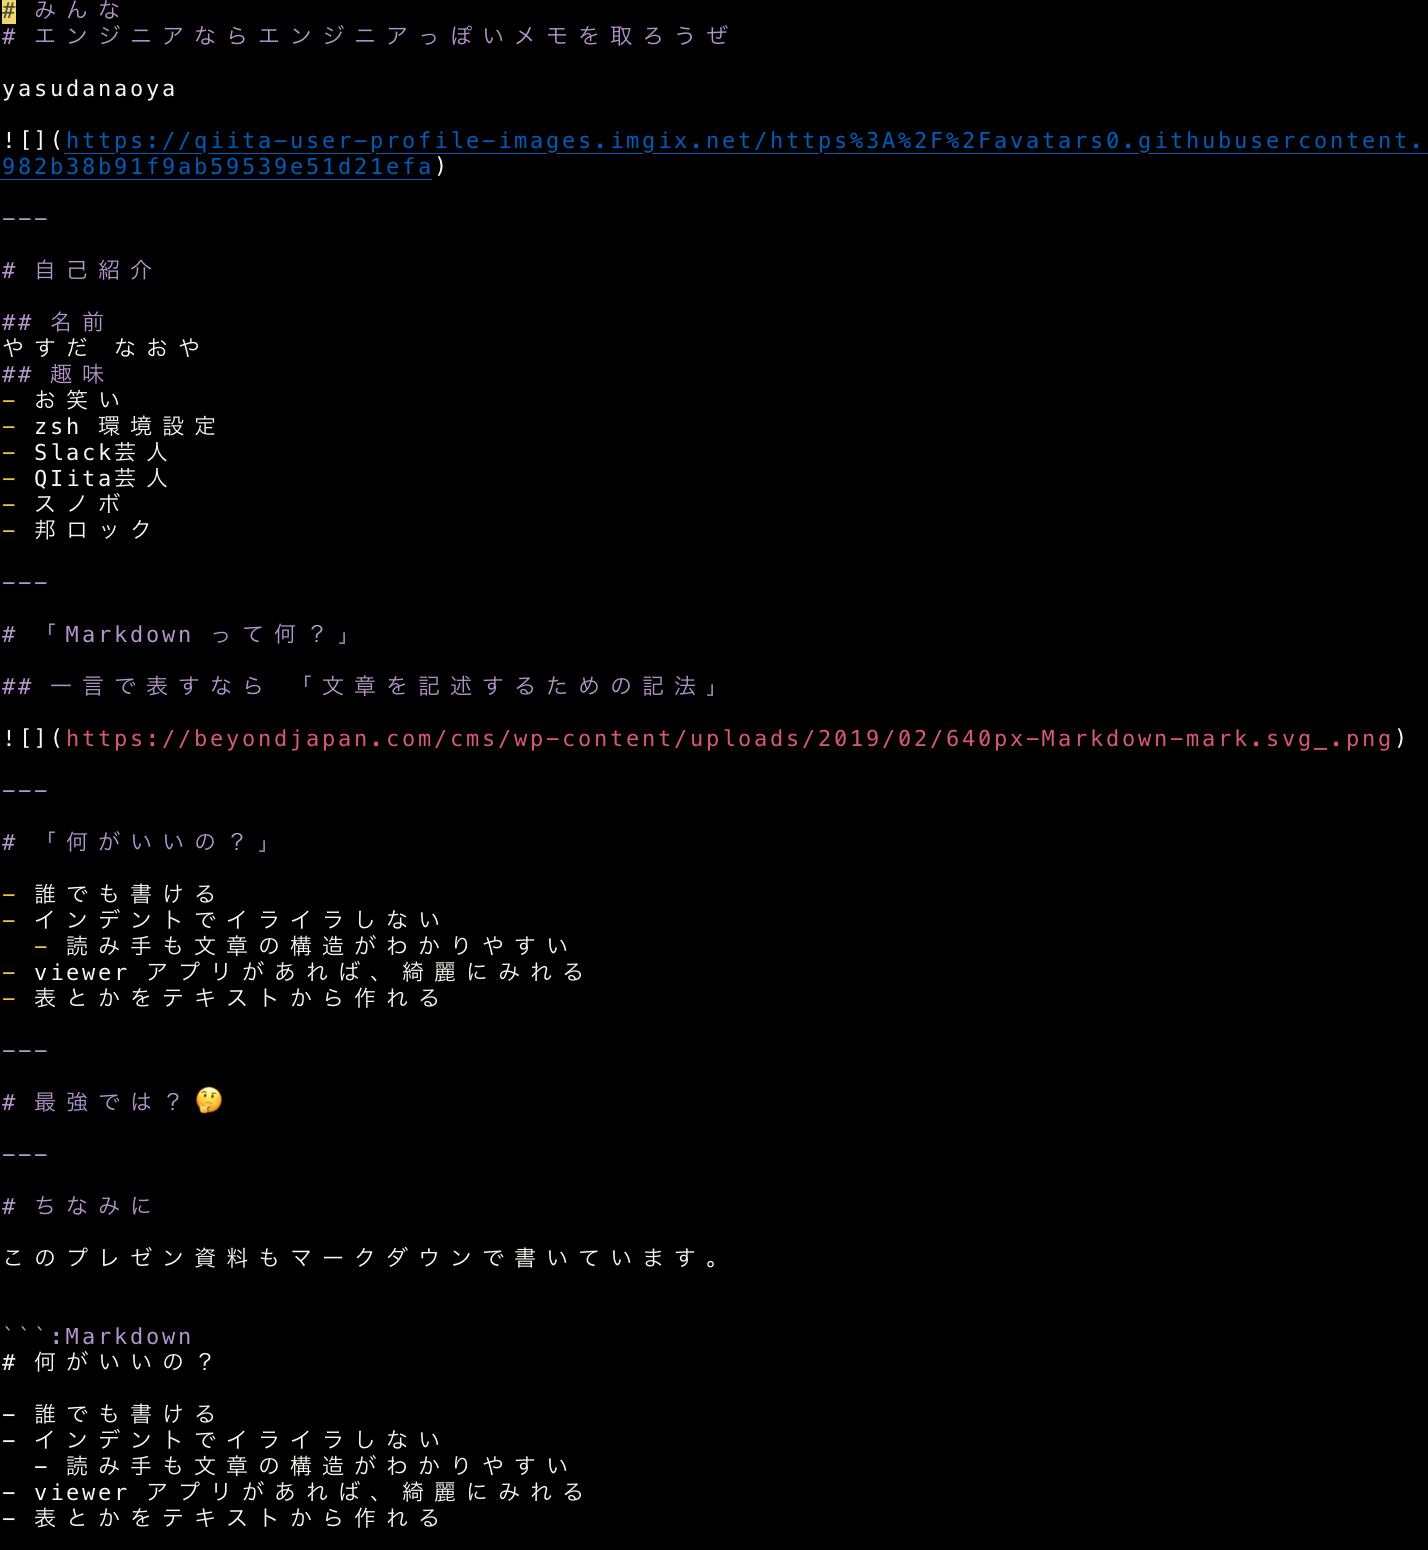 # みんな
# エンジニアならエンジニアっぽいメモを取ろうぜ
yasudanaoya
![](https://qiita-user-profile-images.imgix.net/https%3A%2F%2Favatars0.githubusercontent.
982b38b91f9ab59539e51d21efa)
---
# 自己紹介
## 名前
やすだ なおや
## 趣味
- お笑い
- zsh 環境設定
- Slack芸人
- QIita芸人
- スノボ
- 邦ロック
---
# 「Markdown って何？」
## 一言で表すなら 「文章を記述するための記法」
![](https://beyondjapan.com/cms/wp-content/uploads/2019/02/640px-Markdown-mark.svg_.png)
---
# 「何がいいの？」
- 誰でも書ける
- インデントでイライラしない
  - 読み手も文章の構造がわかりやすい
- viewer アプリがあれば、綺麗にみれる
- 表とかをテキストから作れる
---
# 最強では？🤔
---
# ちなみに
このプレゼン資料もマークダウンで書いています。
```:Markdown
# 何がいいの？
- 誰でも書ける
- インデントでイライラしない
  - 読み手も文章の構造がわかりやすい
- viewer アプリがあれば、綺麗にみれる
- 表とかをテキストから作れる